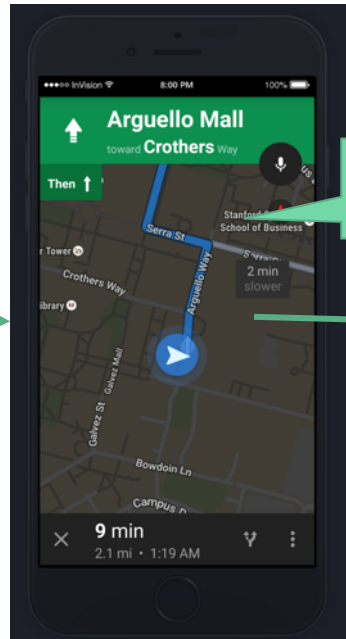 InVision 8:00 PM 100%
Arguello Mall
toward Crothers Way
Then
Stanford
School of Business
Serra St
Tower
Arguello Way
2 min
slower
Crothers Way
Galvez Mall
Galvez St
Bowdoin Ln
Campus
9 min
2.1 mi • 1:19 AM